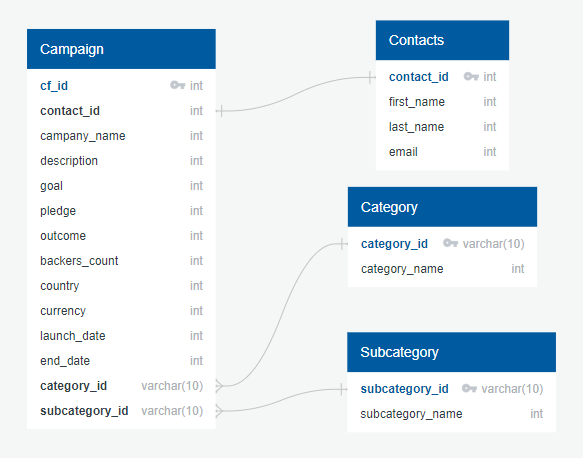 Campaign
cf_id int
contact_id int
company_name int
description int
goal int
pledge int
outcome int
backers_count int
country int
currency int
launch_date int
end_date int
category_id varchar(10)
subcategory_id varchar(10)
Contacts
contact_id int
first_name int
last_name int
email int
Category
category_id varchar(10)
category_name int
Subcategory
subcategory_id varchar(10)
subcategory_name int